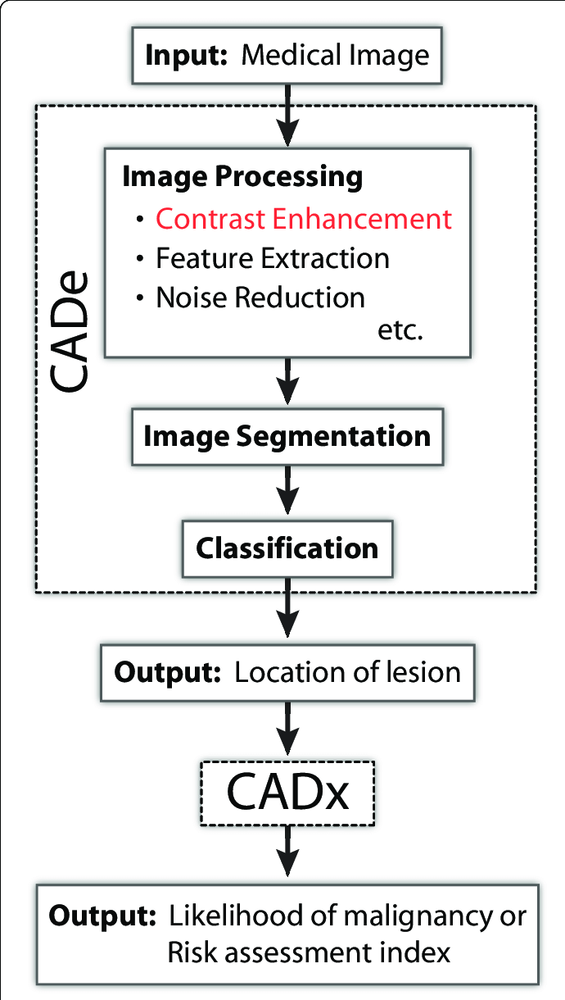 Input: Medical Image
CADe
Image Processing
• Contrast Enhancement
• Feature Extraction
• Noise Reduction
etc.
Image Segmentation
Classification
Output: Location of lesion
CADx
Output: Likelihood of malignancy or
Risk assessment index